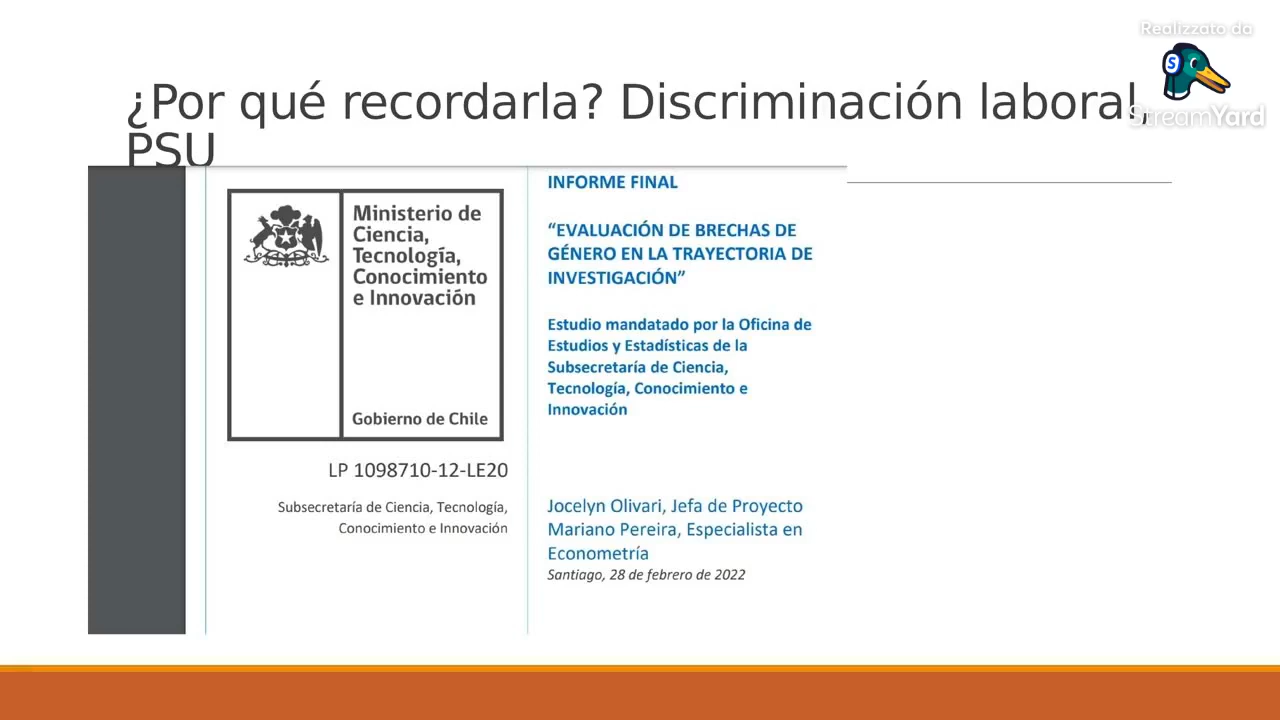 Realizzato da
StreamYard
¿Por qué recordarla? Discriminación laboral,
PSU
Ministerio de
Ciencia,
Tecnología,
Conocimiento
e Innovación
Gobierno de Chile
LP 1098710-12-LE20
Subsecretaría de Ciencia, Tecnología,
Conocimiento e Innovación
INFORME FINAL
“EVALUACIÓN DE BRECHAS DE
GÉNERO EN LA TRAYECTORIA DE
INVESTIGACIÓN”
Estudio mandatado por la Oficina de
Estudios y Estadísticas de la
Subsecretaría de Ciencia,
Tecnología, Conocimiento e
Innovación
Jocelyn Olivari, Jefa de Proyecto
Mariano Pereira, Especialista en
Econometría
Santiago, 28 de febrero de 2022